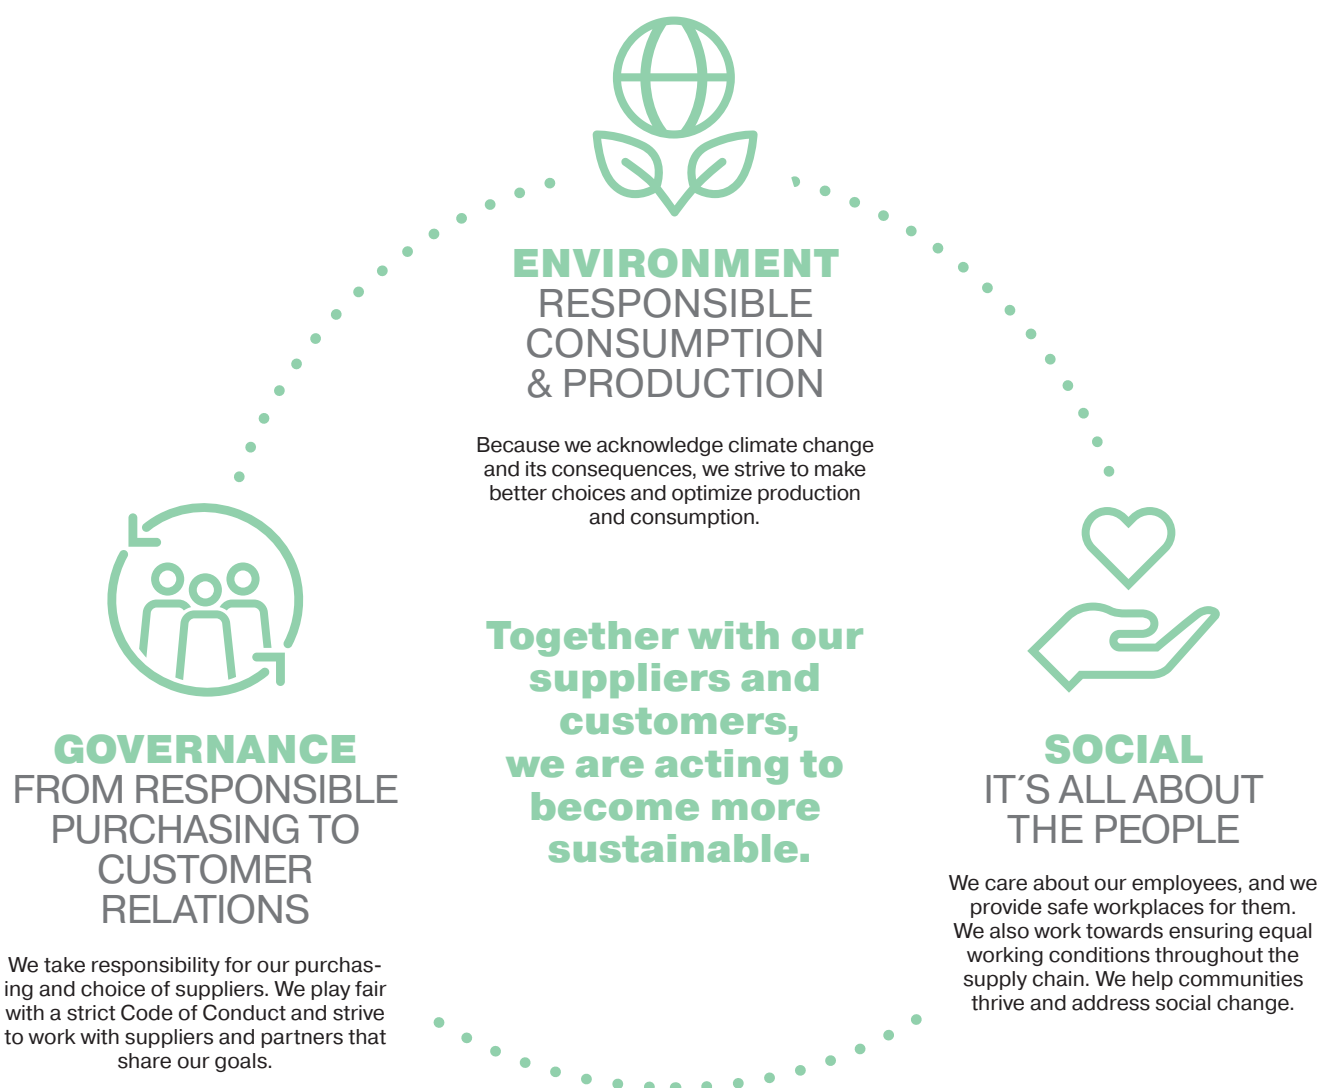 ENVIRONMENT
RESPONSIBLE
CONSUMPTION
& PRODUCTION
Because we acknowledge climate change
and its consequences, we strive to make
better choices and optimize production
and consumption.
Together with our
suppliers and
customers,
we are acting to
become more
sustainable.
GOVERNANCE
FROM RESPONSIBLE
PURCHASING TO
CUSTOMER
RELATIONS
We take responsibility for our purchas-
ing and choice of suppliers. We play fair
with a strict Code of Conduct and strive
to work with suppliers and partners that
share our goals.
SOCIAL
IT´S ALL ABOUT
THE PEOPLE
We care about our employees, and we
provide safe workplaces for them.
We also work towards ensuring equal
working conditions throughout the
supply chain. We help communities
thrive and address social change.